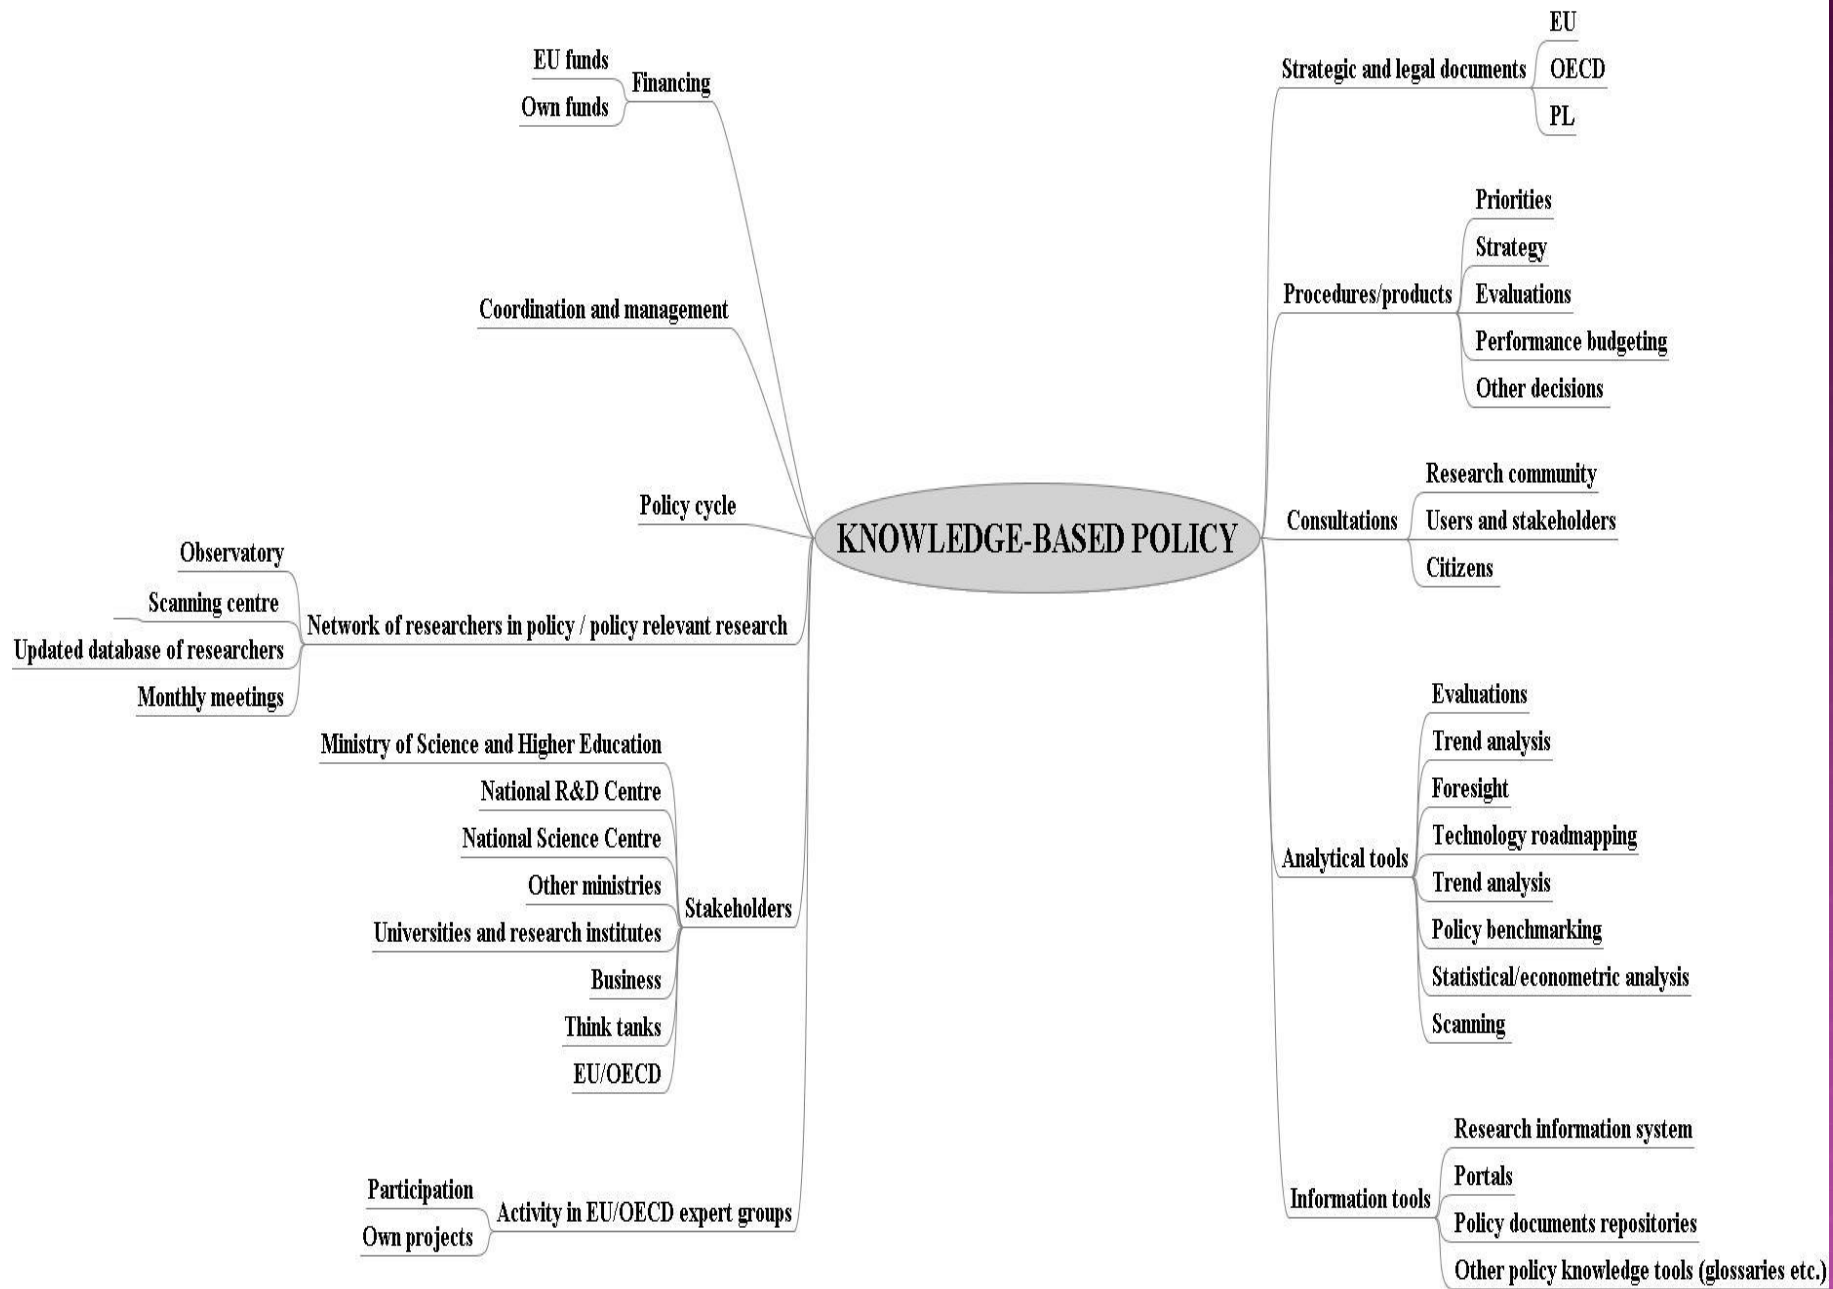 EU funds
Own funds
Financing
Coordination and management
Policy cycle
Observatory
Scanning centre
Updated database of researchers
Monthly meetings
Network of researchers in policy / policy relevant research
Ministry of Science and Higher Education
National R&D Centre
National Science Centre
Other ministries
Universities and research institutes
Business
Think tanks
EU/OECD
Stakeholders
Participation
Own projects
Activity in EU/OECD expert groups
KNOWLEDGE-BASED POLICY
Strategic and legal documents
EU
OECD
PL
Procedures/products
Priorities
Strategy
Evaluations
Performance budgeting
Other decisions
Consultations
Research community
Users and stakeholders
Citizens
Analytical tools
Evaluations
Trend analysis
Foresight
Technology roadmapping
Trend analysis
Policy benchmarking
Statistical/econometric analysis
Scanning
Information tools
Research information system
Portals
Policy documents repositories
Other policy knowledge tools (glossaries etc.)